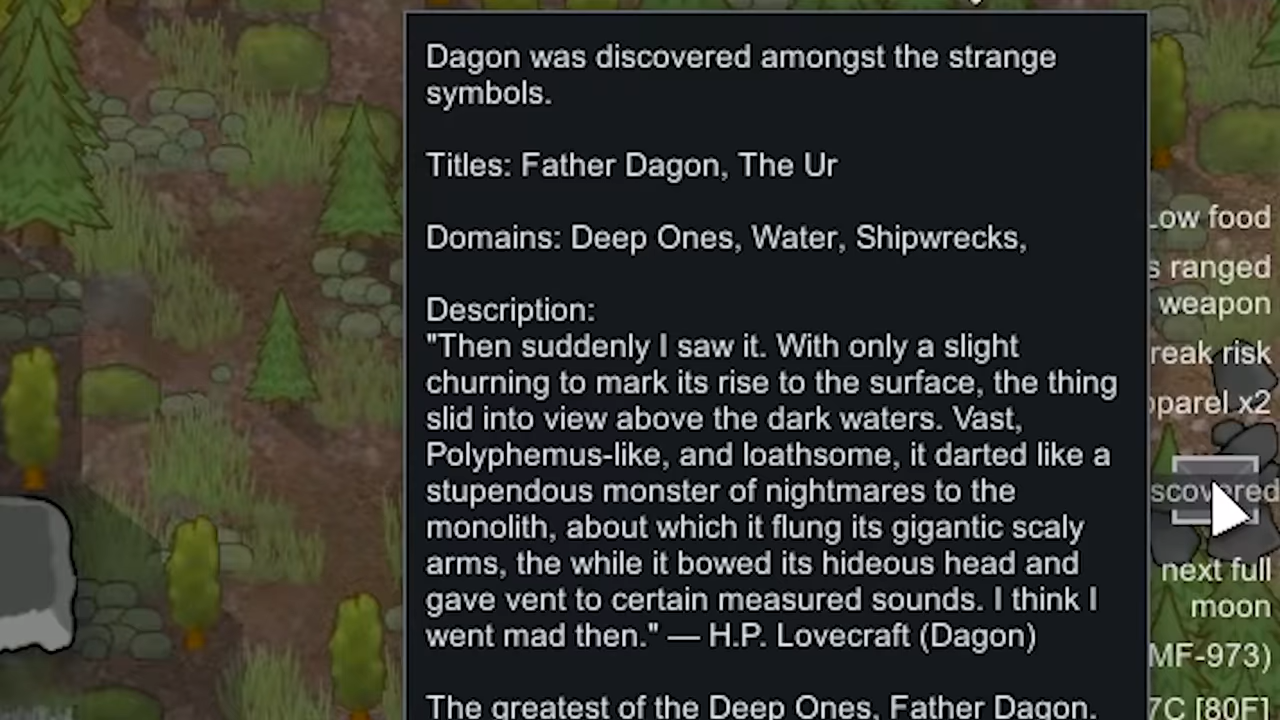 Dagon was discovered amongst the strange
symbols.
Titles: Father Dagon, The Ur
Domains: Deep Ones, Water, Shipwrecks,
Description:
"Then suddenly I saw it. With only a slight
churning to mark its rise to the surface, the thing
slid into view above the dark waters. Vast,
Polyphemus-like, and loathsome, it darted like a
stupendous monster of nightmares to the
monolith, about which it flung its gigantic scaly
arms, the while it bowed its hideous head and
gave vent to certain measured sounds. I think I
went mad then." — H.P. Lovecraft (Dagon)
The greatest of the Deep Ones, Father Dagon,
Low food
s ranged
weapon
reak risk
pparel x2
scovered
next full
moon
MF-973)
7C [80F]